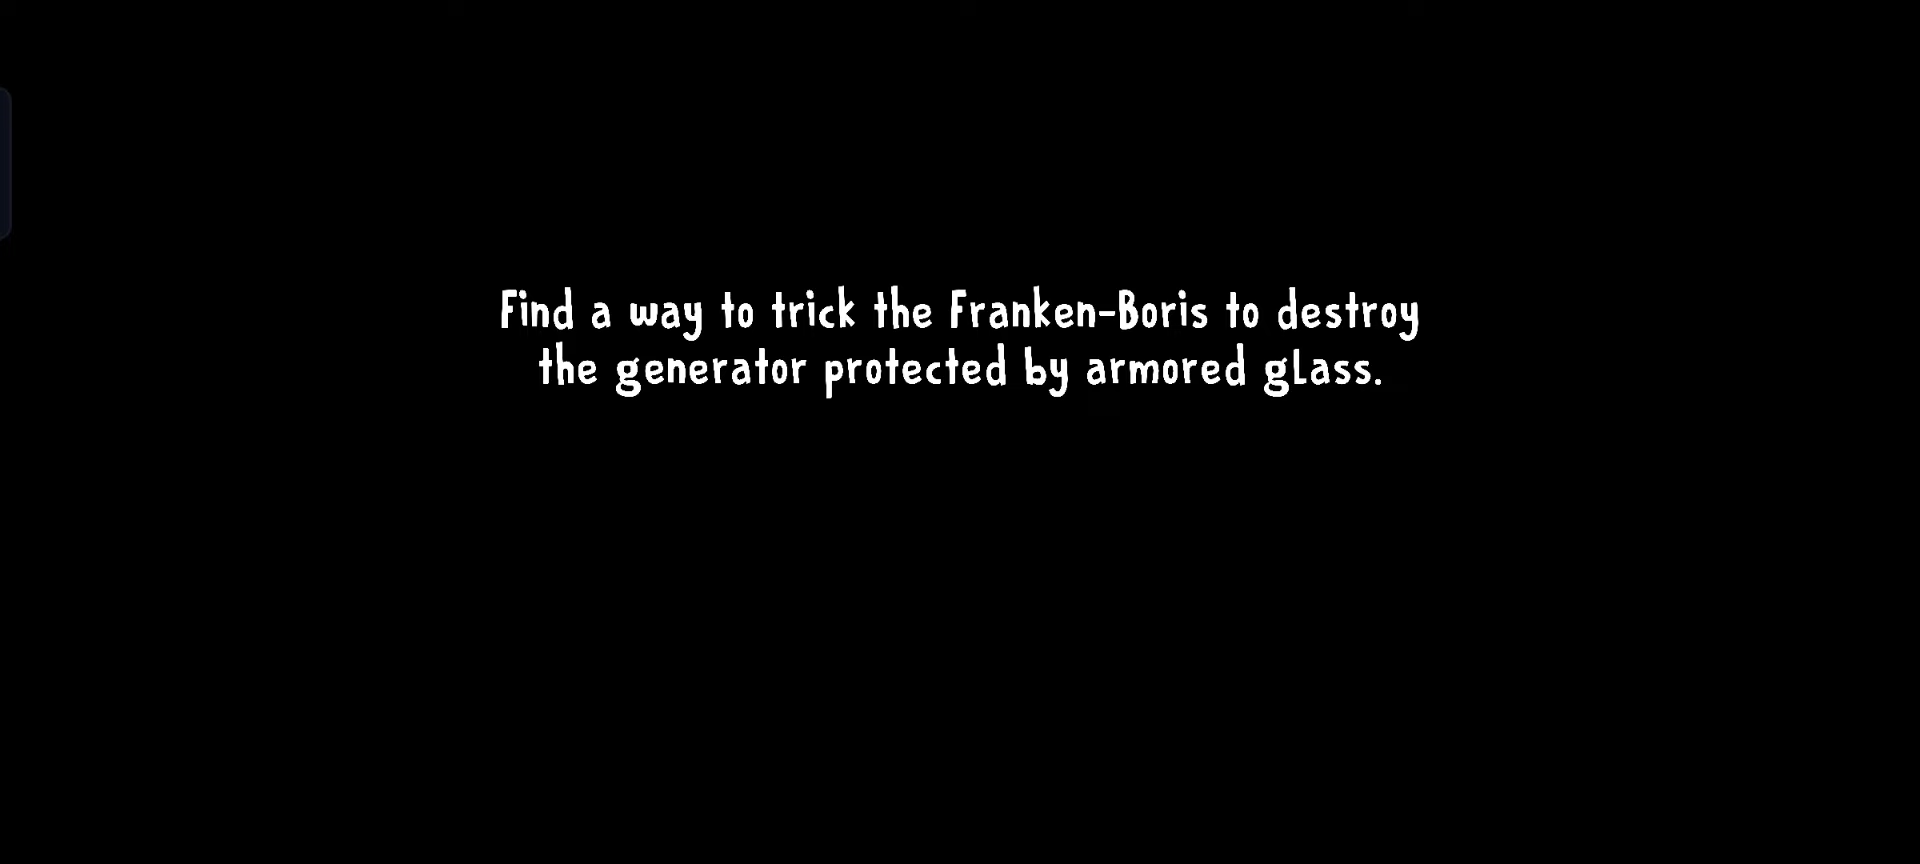 Find a way to trick the Franken-Boris to destroy
the generator protected by armored glass.